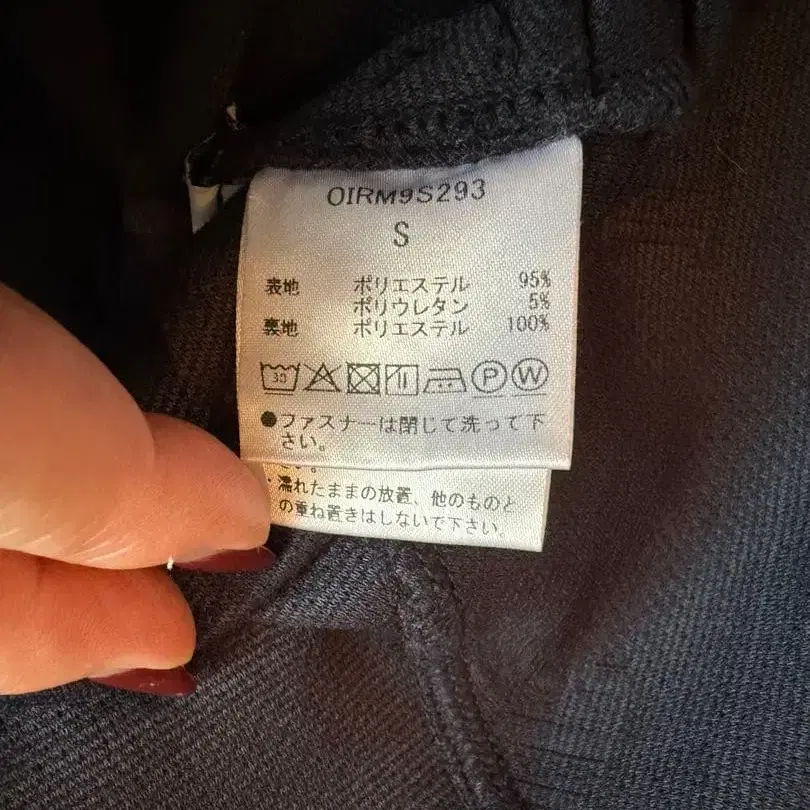 OIRM9S293
S
表地 ポリエステル 95%
ポリウレタン 5%
裏地 ポリエステル 100%
30 P W
●ファスナーは閉じて洗って下
さい。
さい。
・濡れたままの放置、他のものと
の重ね置きはしないで下さい。